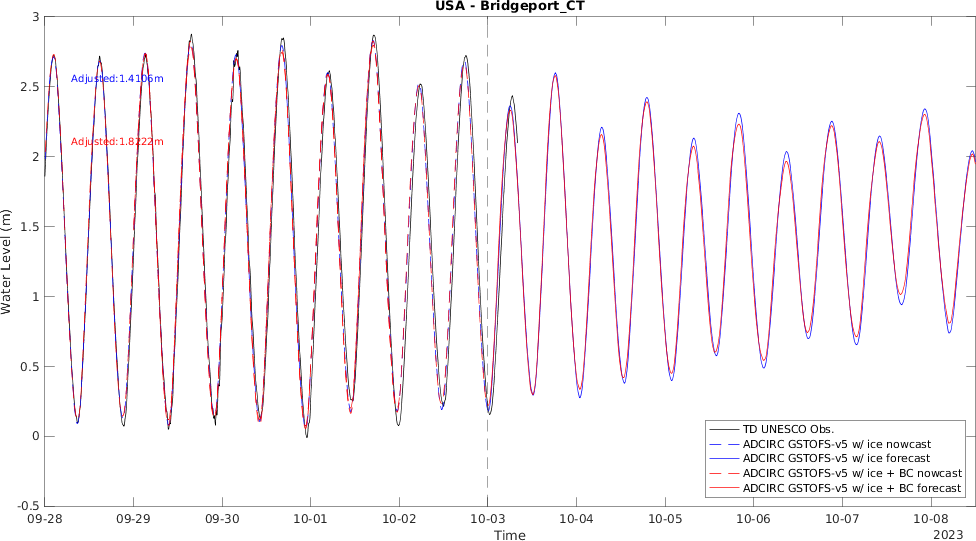 USA - Bridgeport_CT
3
2.5
2
1.5
1
0.5
0
-0.5
Water Level (m)
Adjusted:1.4106m
Adjusted:1.8222m
TD UNESCO Obs.
ADCIRC GSTOFS-v5 w/ ice nowcast
ADCIRC GSTOFS-v5 w/ ice forecast
ADCIRC GSTOFS-v5 w/ ice + BC nowcast
ADCIRC GSTOFS-v5 w/ ice + BC forecast
09-28 09-29 09-30 10-01 10-02 10-03 10-04 10-05 10-06 10-07 10-08
Time
2023